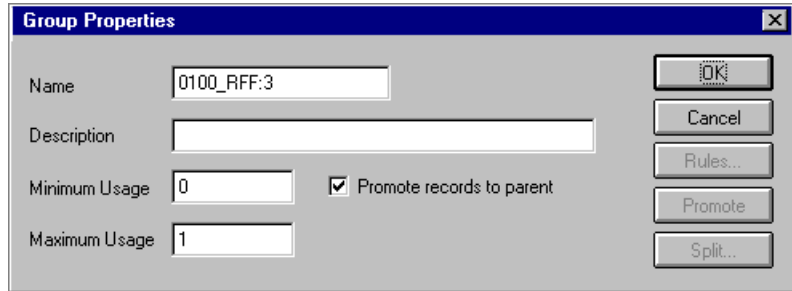 Group Properties
Name 0100_RFF:3
Description
Minimum Usage 0 Promote records to parent
Maximum Usage 1
OK
Cancel
Rules...
Promote
Split...